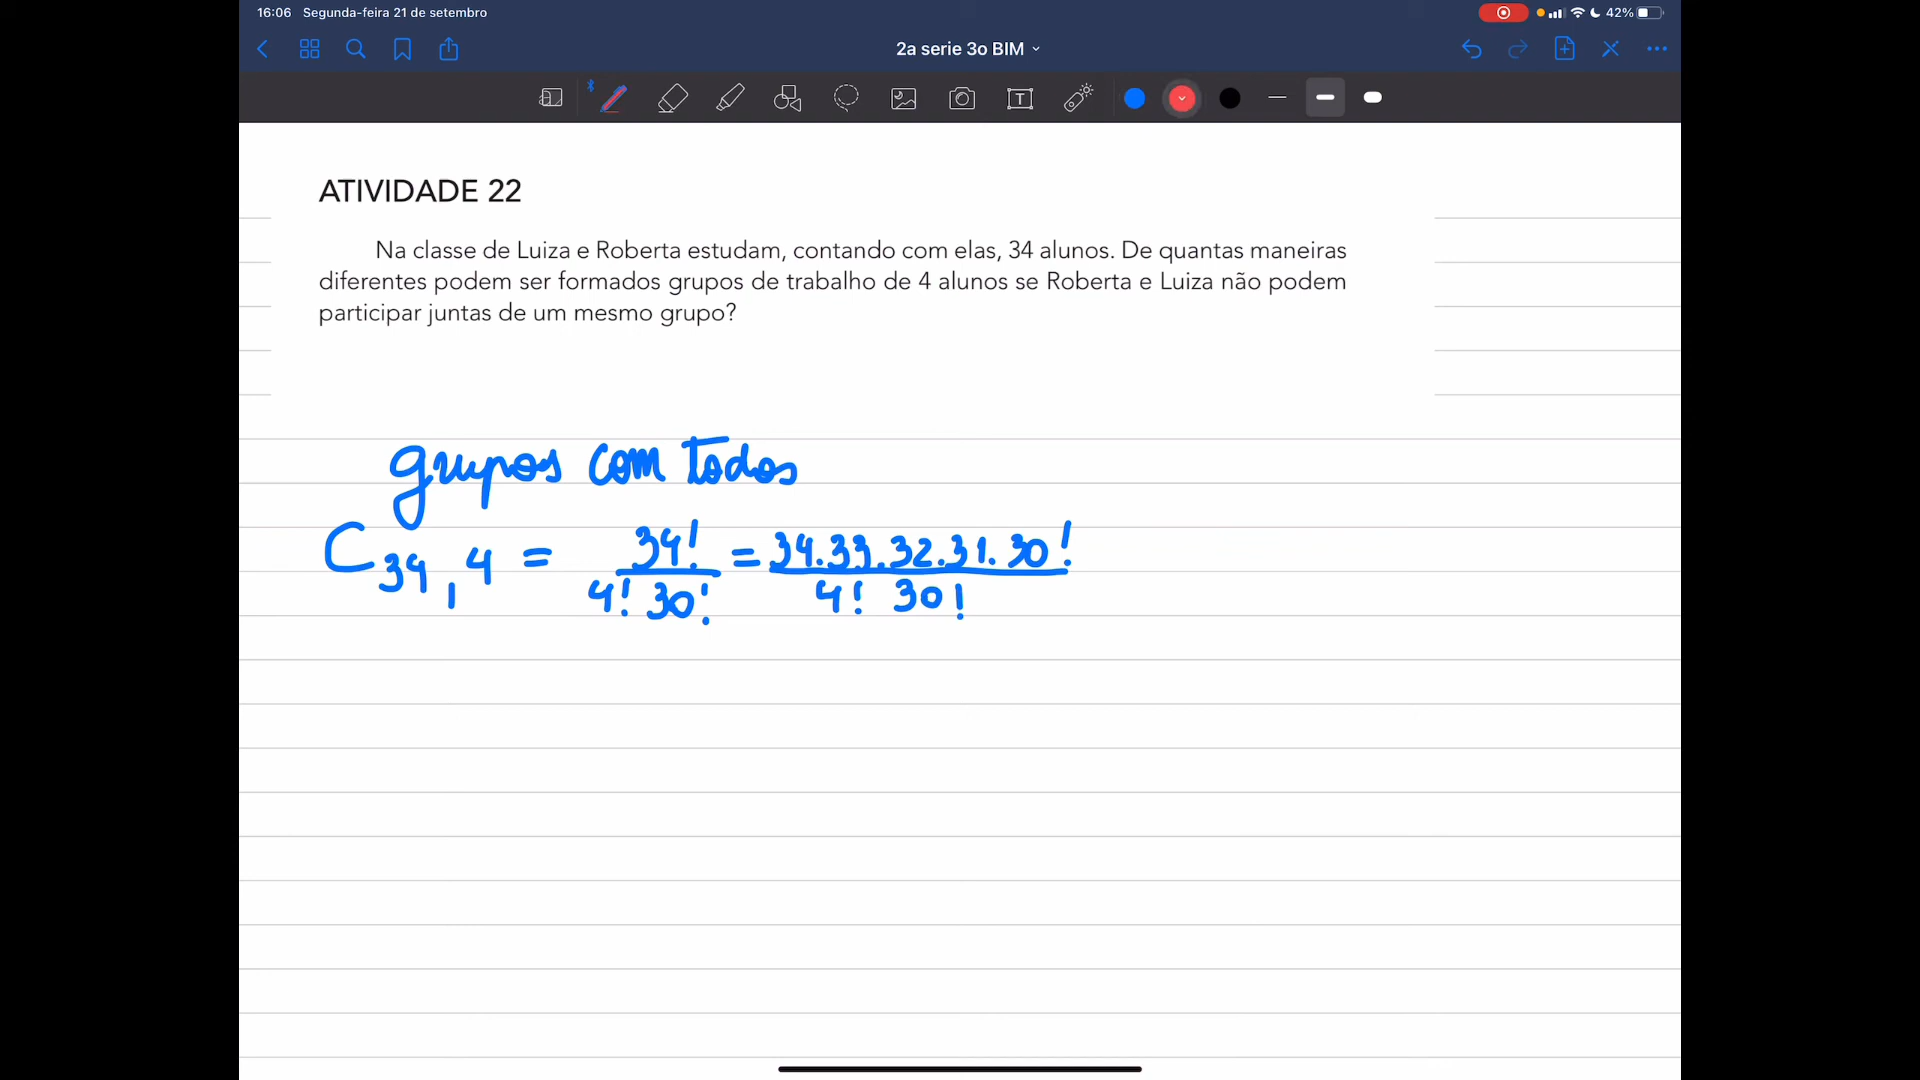 16:06 Segunda-feira 21 de setembro
42%
2a serie 3o BIM
T
ATIVIDADE 22
Na classe de Luiza e Roberta estudam, contando com elas, 34 alunos. De quantas maneiras
diferentes podem ser formados grupos de trabalho de 4 alunos se Roberta e Luiza não podem
participar juntas de um mesmo grupo?
grupos com todos
C34,4 = 34! = 34.33.32.31.30!
4! 30! 4! 30!